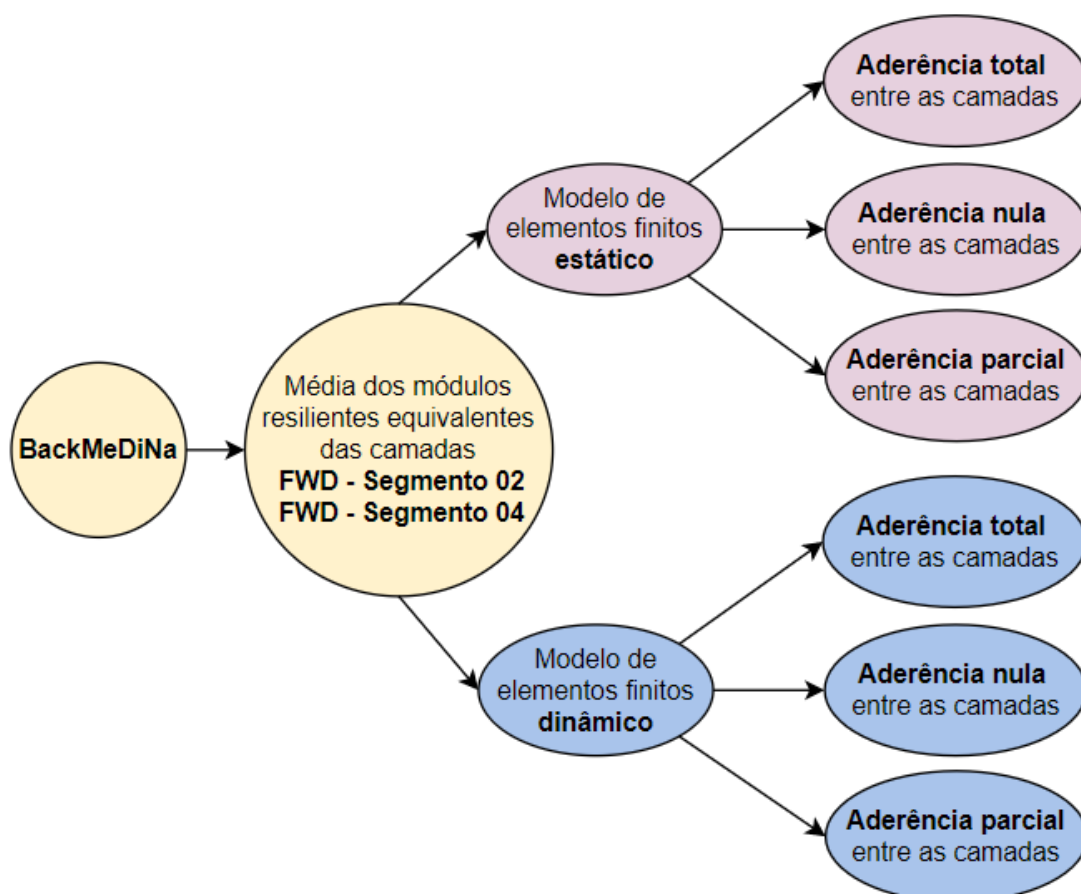 BackMeDiNa
Média dos módulos
resilientes equivalentes
das camadas
FWD - Segmento 02
FWD - Segmento 04
Modelo de
elementos finitos
estático
Aderência total
entre as camadas
Aderência nula
entre as camadas
Aderência parcial
entre as camadas
Modelo de
elementos finitos
dinâmico
Aderência total
entre as camadas
Aderência nula
entre as camadas
Aderência parcial
entre as camadas